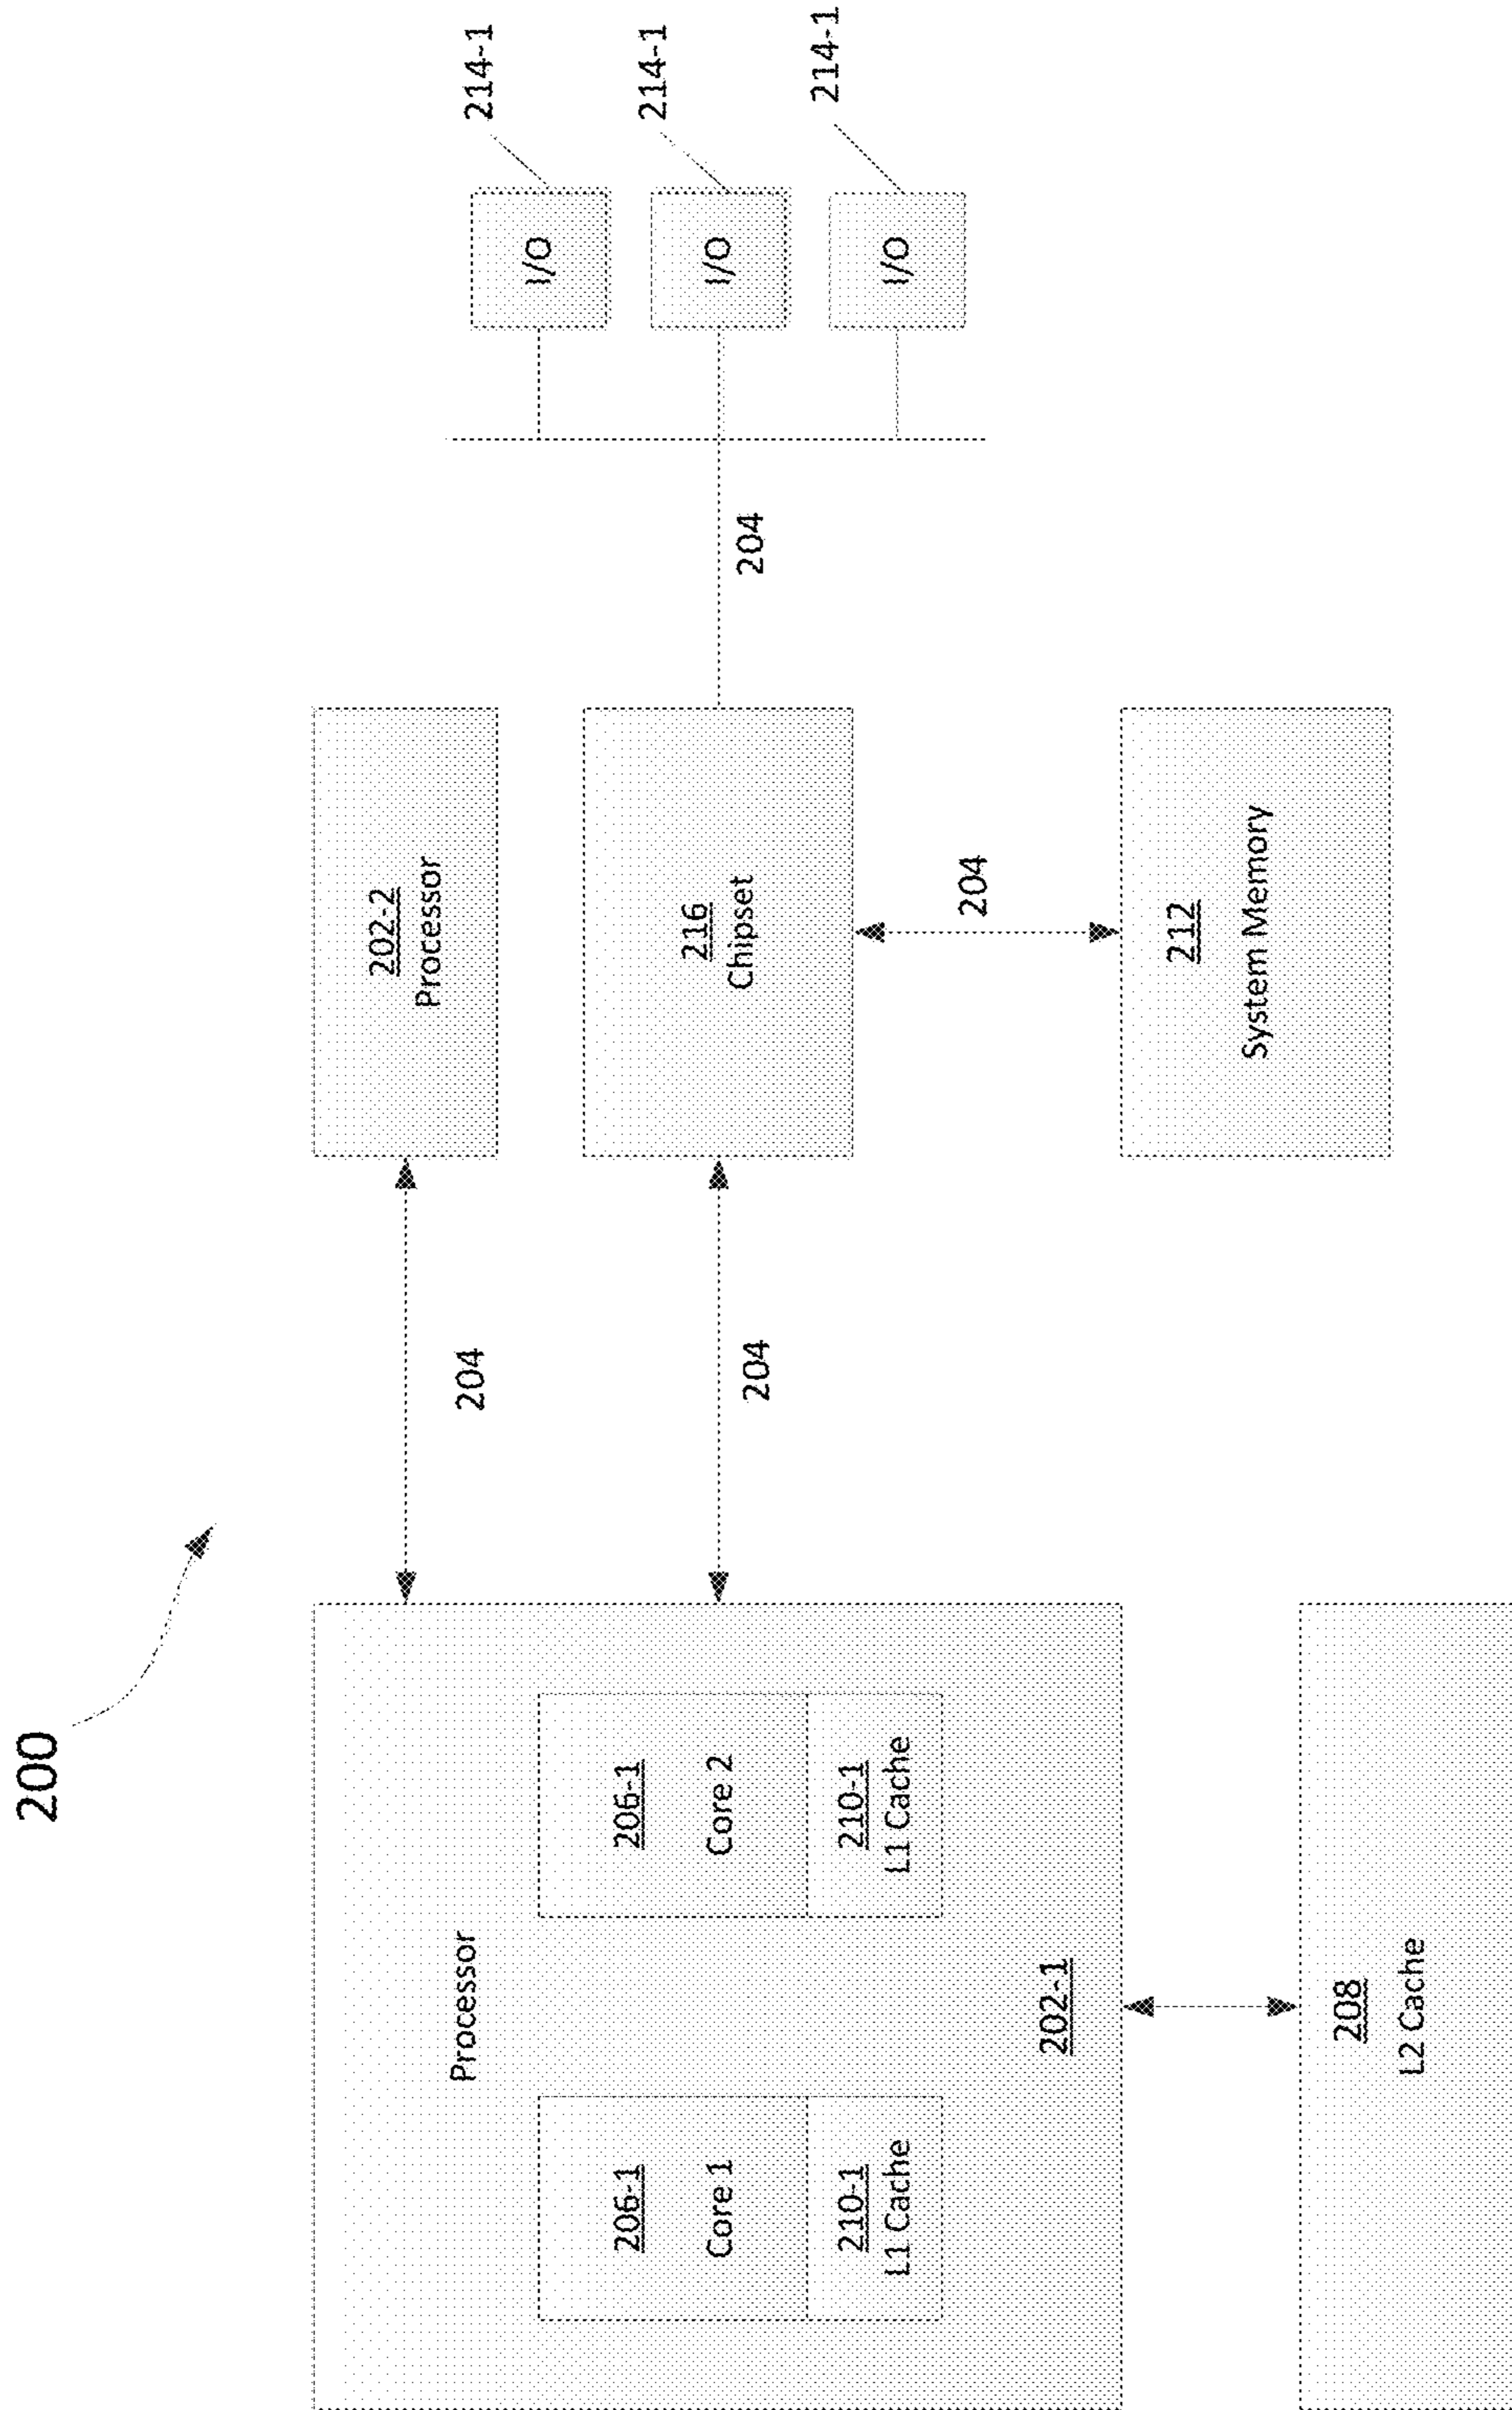 200
Processor
206-1
Core 1
210-1
L1 Cache
206-1
Core 2
210-1
L1 Cache
202-1
208
L2 Cache
204
204
202-2
Processor
216
Chipset
204
212
System Memory
204
I/O
214-1
I/O
214-1
I/O
214-1